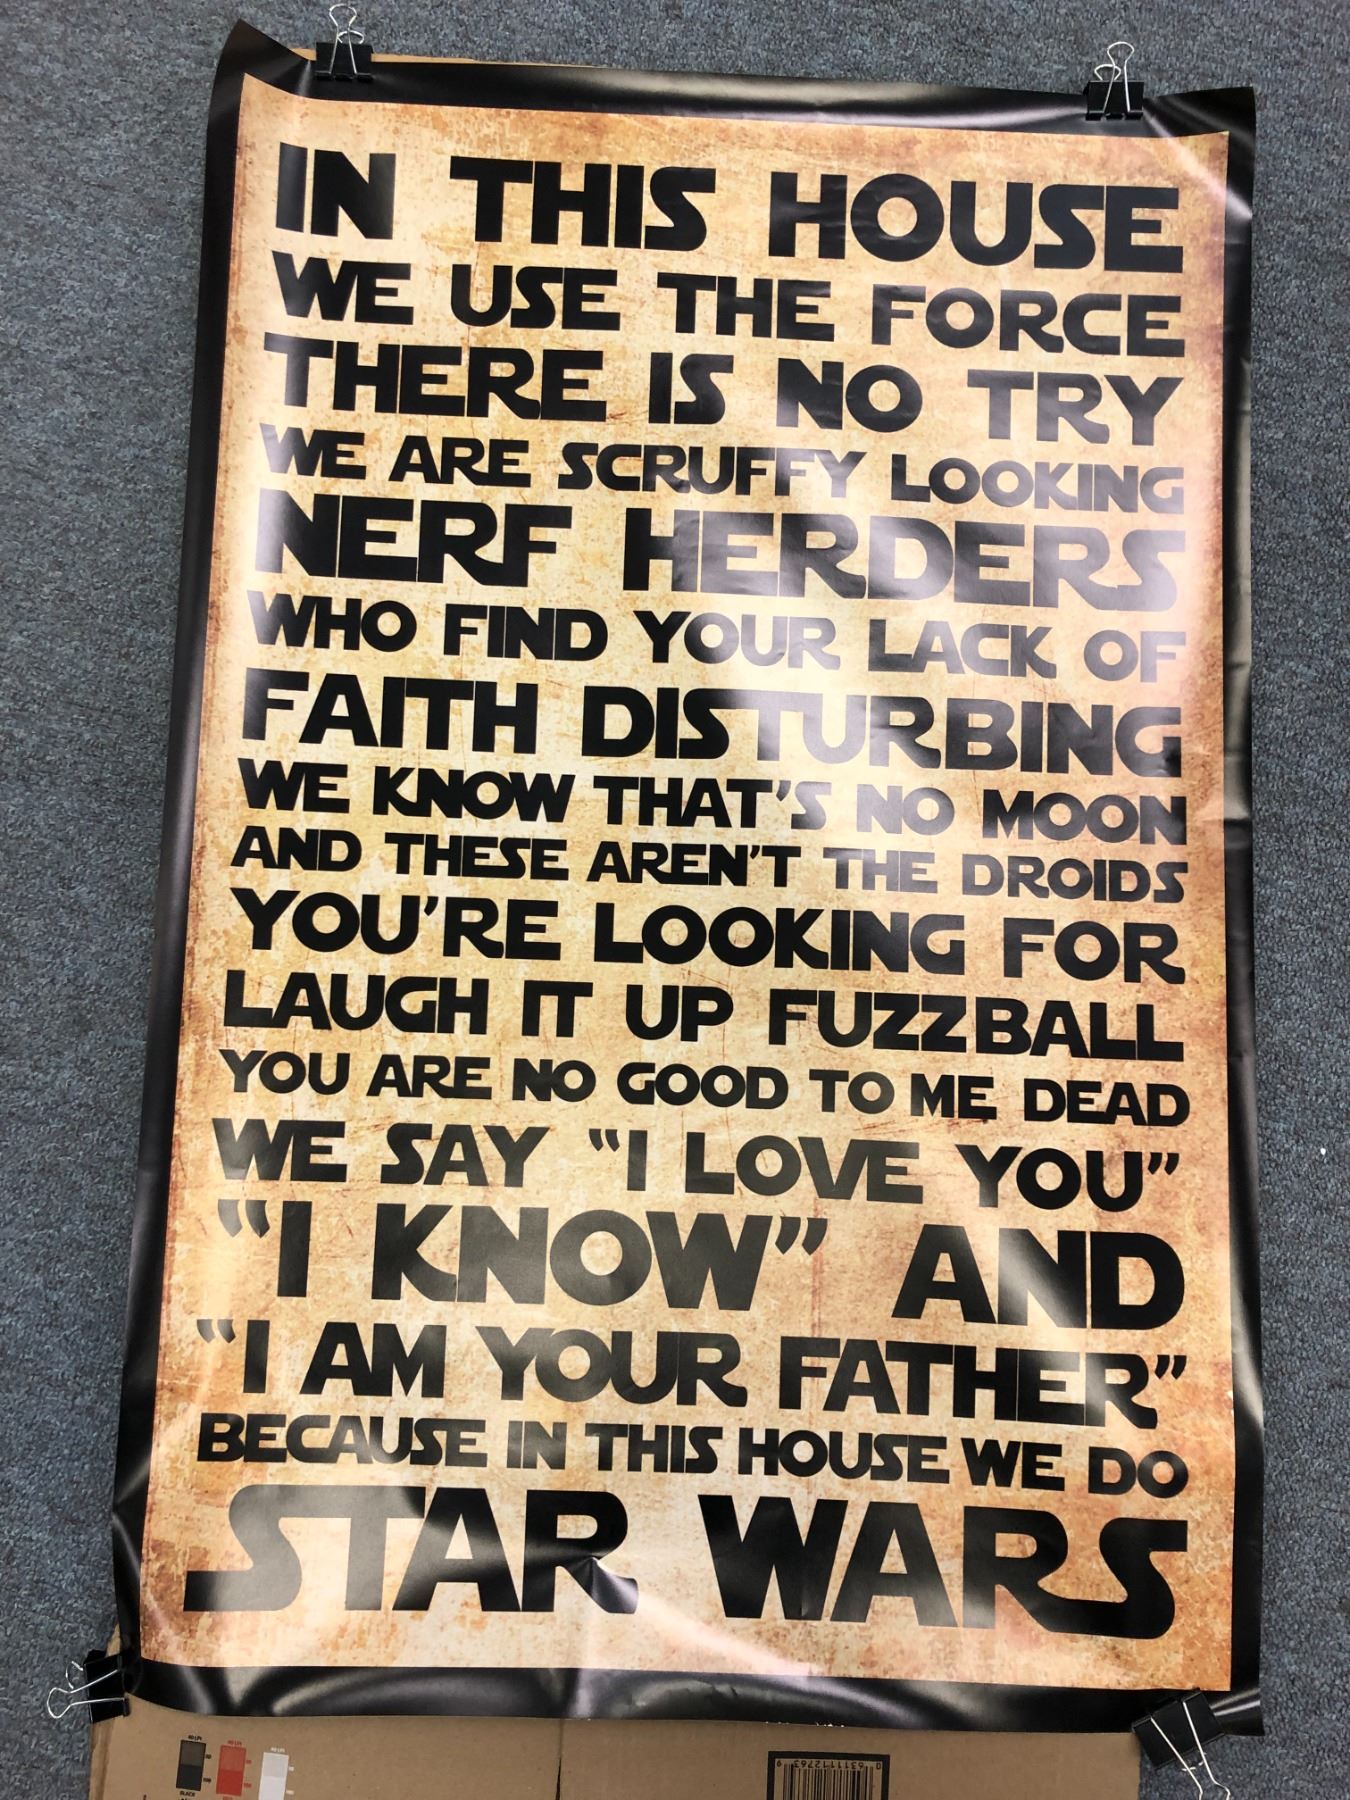 IN THIS HOUSE
WE USE THE FORCE
THERE IS NO TRY
WE ARE SCRUFFY LOOKING
NERF HERDERS
WHO FIND YOUR LACK OF
FAITH DISTURBING
WE KNOW THAT'S NO MOON
AND THESE AREN'T THE DROIDS
YOU'RE LOOKING FOR
LAUGH IT UP FUZZBALL
YOU ARE NO GOOD TO ME DEAD
WE SAY "I LOVE YOU"
"I KNOW" AND
"I AM YOUR FATHER"
BECAUSE IN THIS HOUSE WE DO
STAR WARS
BLACK